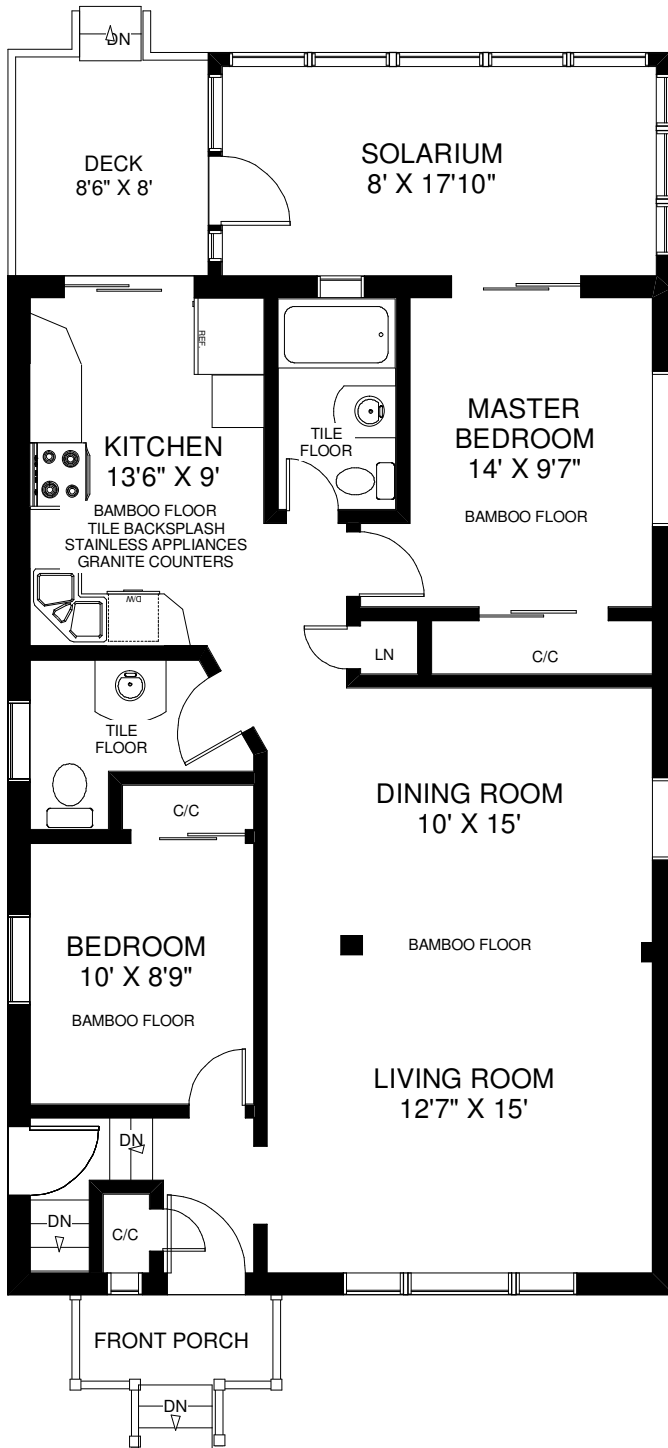 DN
DECK
8'6" X 8'
SOLARIUM
8' X 17'10"
REF.
KITCHEN
13'6" X 9'
BAMBOO FLOOR
TILE BACKSPLASH
STAINLESS APPLIANCES
GRANITE COUNTERS
D/W
TILE
FLOOR
MASTER
BEDROOM
14' X 9'7"
BAMBOO FLOOR
LN
C/C
TILE
FLOOR
C/C
DINING ROOM
10' X 15'
BAMBOO FLOOR
BEDROOM
10' X 8'9"
BAMBOO FLOOR
LIVING ROOM
12'7" X 15'
DN
DN
C/C
FRONT PORCH
DN